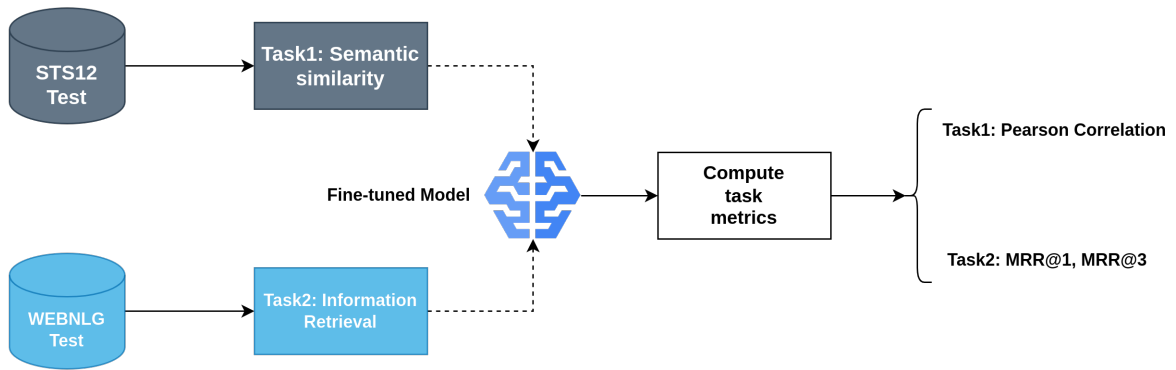 STS12
Test
Task1: Semantic
similarity
Fine-tuned Model
Compute
task
metrics
Task1: Pearson Correlation
Task2: MRR@1, MRR@3
WEBNLG
Test
Task2: Information
Retrieval